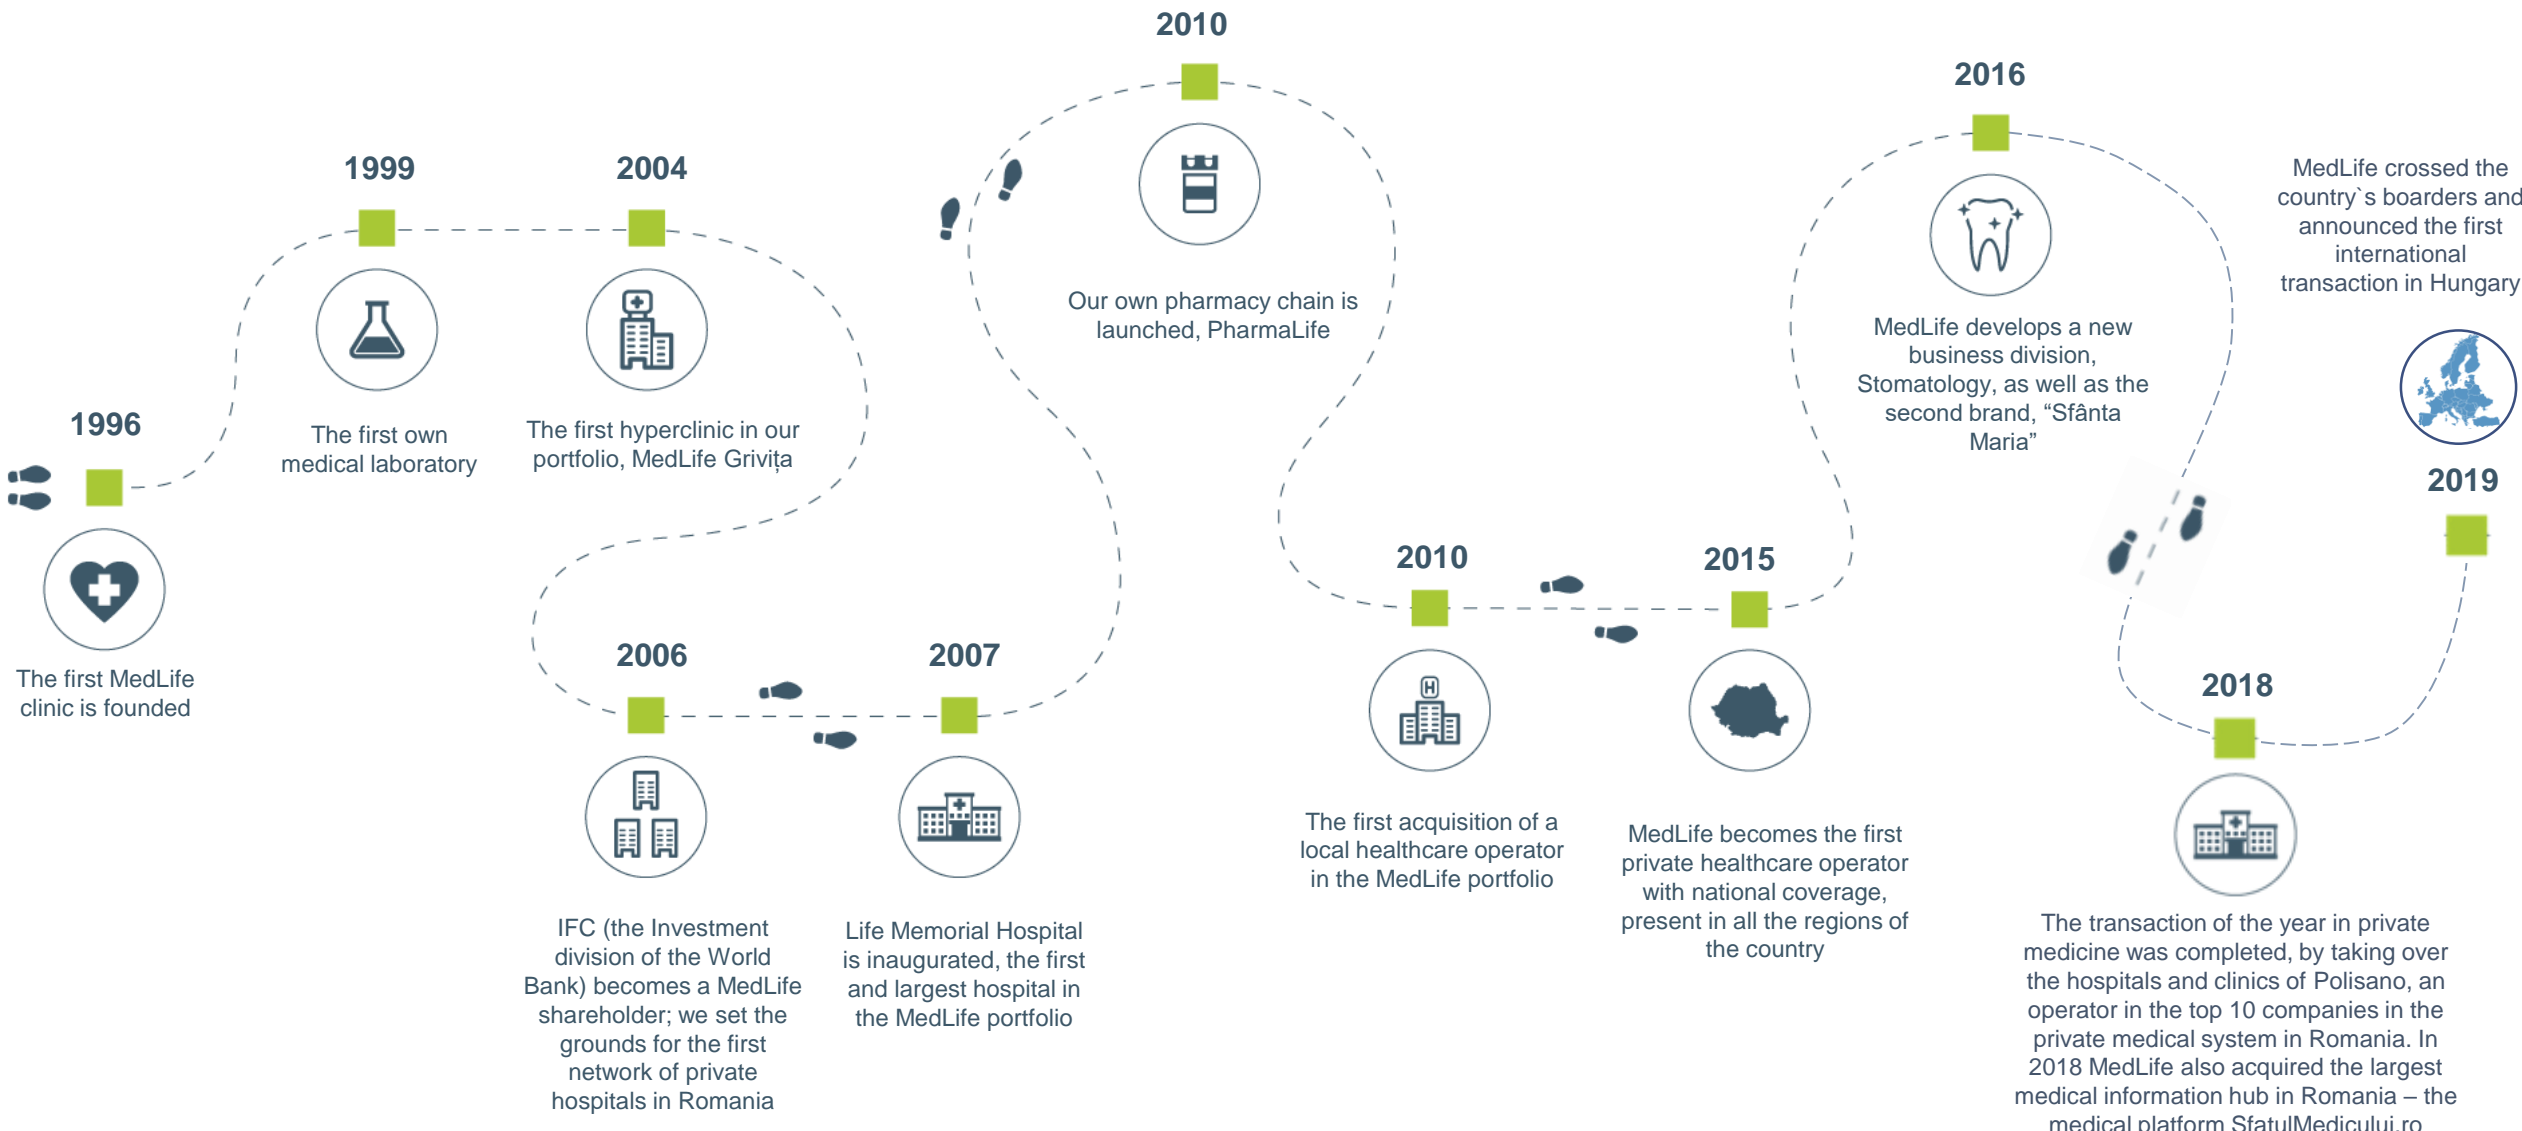 1996
The first MedLife
clinic is founded
1999
The first own
medical laboratory
2004
The first hyperclinic in our
portfolio, MedLife Grivița
2006
IFC (the Investment
division of the World
Bank) becomes a MedLife
shareholder; we set the
grounds for the first
network of private
hospitals in Romania
2007
Life Memorial Hospital
is inaugurated, the first
and largest hospital in
the MedLife portfolio
2010
Our own pharmacy chain is
launched, PharmaLife
2010
H
The first acquisition of a
local healthcare operator
in the MedLife portfolio
2015
MedLife becomes the first
private healthcare operator
with national coverage,
present in all the regions of
the country
2016
MedLife develops a new
business division,
Stomatology, as well as the
second brand, “Sfânta
Maria”
2018
The transaction of the year in private
medicine was completed, by taking over
the hospitals and clinics of Polisano, an
operator in the top 10 companies in the
private medical system in Romania. In
2018 MedLife also acquired the largest
medical information hub in Romania – the
medical platform SfatulMedicului.ro
MedLife crossed the
country`s boarders and
announced the first
international
transaction in Hungary
2019